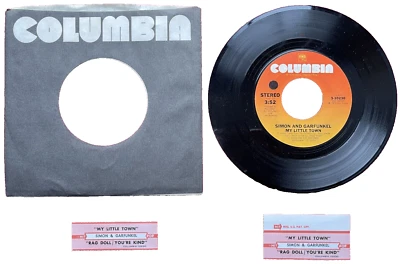 COLUMBIA
COLUMBIA
STEREO
3:52
SIMON AND GARFUNKEL
MY LITTLE TOWN
"MY LITTLE TOWN"
SIMON & GARFUNKEL
"RAG DOLL/YOU'RE KIND"
"MY LITTLE TOWN"
SIMON & GARFUNKEL
"RAG DOLL/YOU'RE KIND"